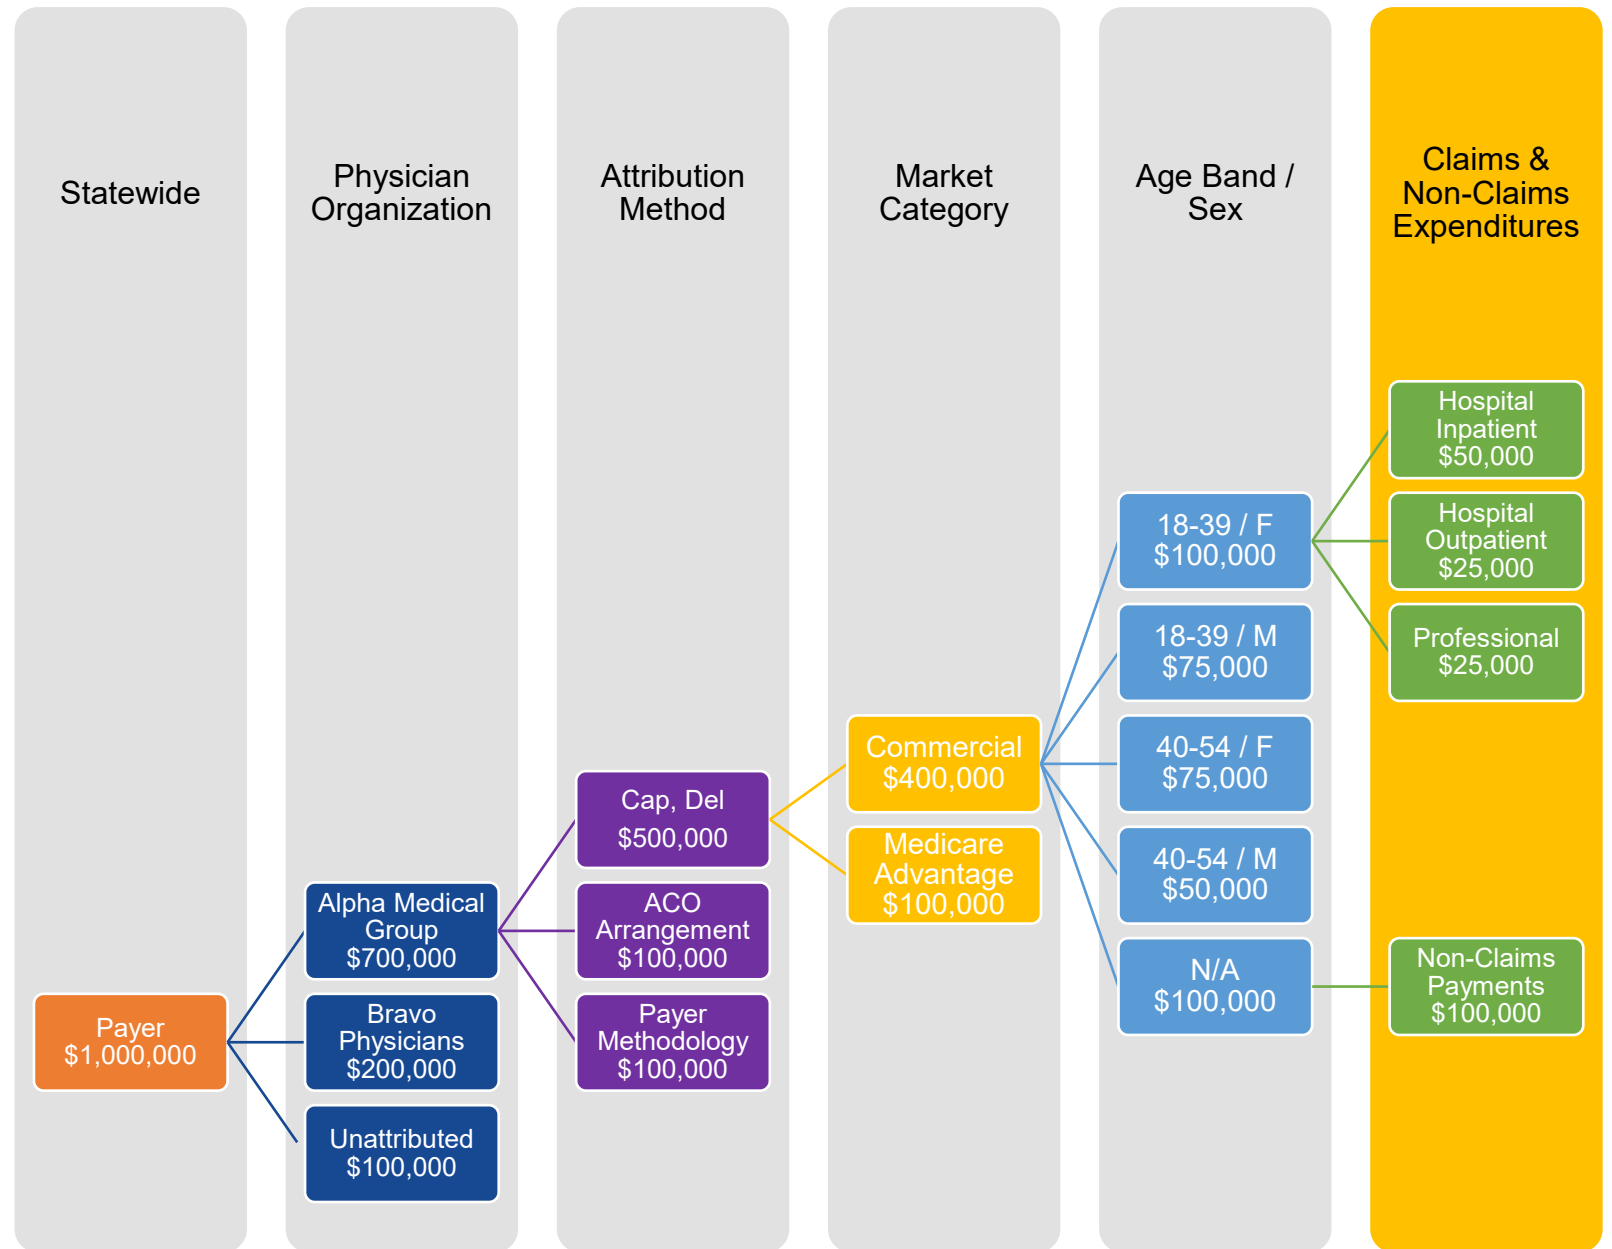 Statewide
Physician
Organization
Attribution
Method
Market
Category
Age Band /
Sex
Claims &
Non-Claims
Expenditures
Payer
$1,000,000
Alpha Medical
Group
$700,000
Bravo
Physicians
$200,000
Unattributed
$100,000
Cap, Del
$500,000
ACO
Arrangement
$100,000
Payer
Methodology
$100,000
Commercial
$400,000
Medicare
Advantage
$100,000
18-39 / F
$100,000
18-39 / M
$75,000
40-54 / F
$75,000
40-54 / M
$50,000
N/A
$100,000
Hospital
Inpatient
$50,000
Hospital
Outpatient
$25,000
Professional
$25,000
Non-Claims
Payments
$100,000